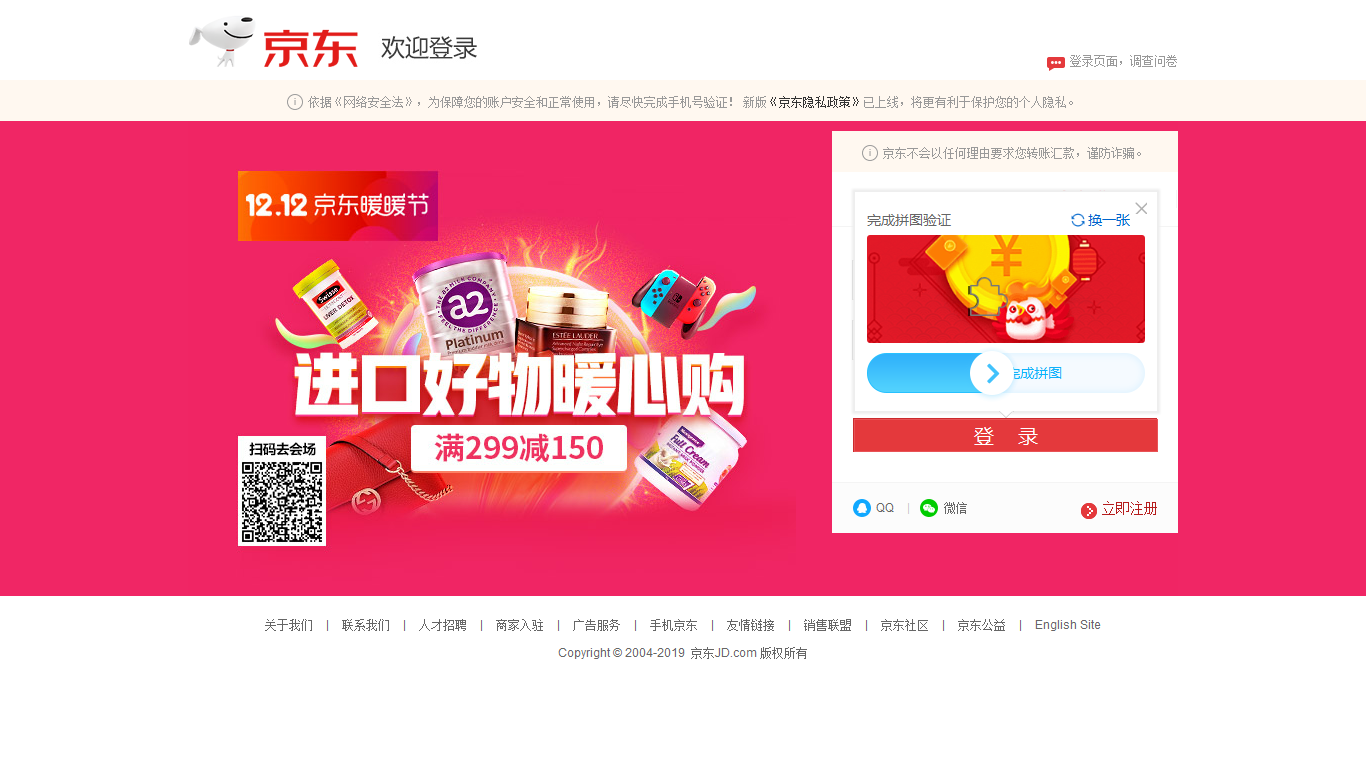 京东
欢迎登录
登录页面，调查问卷
依据《网络安全法》，为保障您的账户安全和正常使用，请尽快完成手机号验证！ 新版《京东隐私政策》已上线，将更有利于保护您的个人隐私。
12.12 京东暖暖节
Swisse
LIVER DETOX
THE A2 MILK COMPANY
a2
FEEL THE DIFFERENCE
Platinum
ESTĒE LAUDER
进口好物暖心购
满299减150
Full Cream
扫码去会场
京东不会以任何理由要求您转账汇款，谨防诈骗。
完成拼图验证
换一张
完成拼图
登 录
QQ
微信
立即注册
关于我们 | 联系我们 | 人才招聘 | 商家入驻 | 广告服务 | 手机京东 | 友情链接 | 销售联盟 | 京东社区 | 京东公益 | English Site
Copyright © 2004-2019 京东JD.com 版权所有